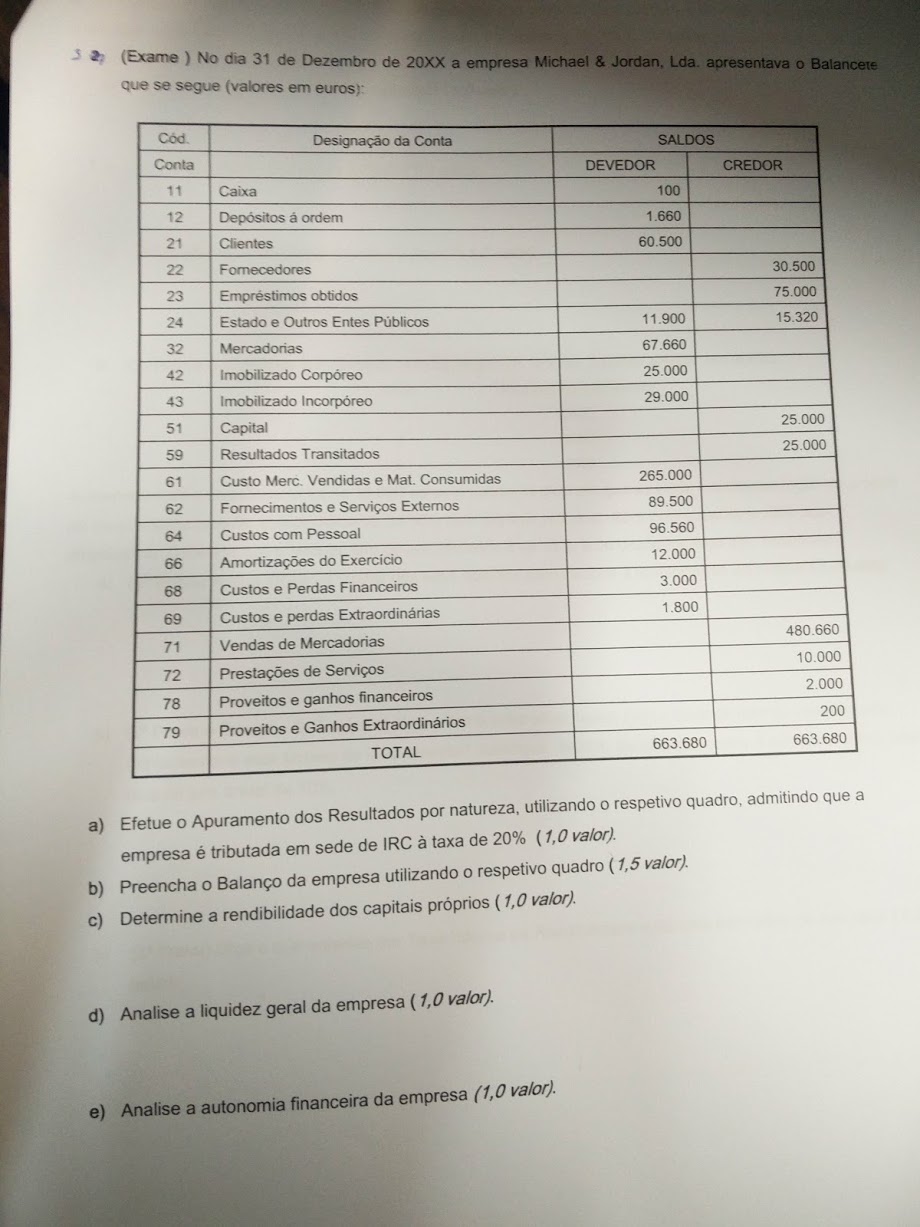 (Exame ) No dia 31 de Dezembro de 20XX a empresa Michael & Jordan, Lda. apresentava o Balancete
que se segue (valores em euros):
Cód. Designação da Conta SALDOS
Conta DEVEDOR CREDOR
11 Caixa 100
12 Depósitos á ordem 1.660
21 Clientes 60.500
22 Fornecedores 30.500
23 Empréstimos obtidos 75.000
24 Estado e Outros Entes Públicos 11.900 15.320
32 Mercadorias 67.660
42 Imobilizado Corpóreo 25.000
43 Imobilizado Incorpóreo 29.000
51 Capital 25.000
59 Resultados Transitados 25.000
61 Custo Merc. Vendidas e Mat. Consumidas 265.000
62 Fornecimentos e Serviços Externos 89.500
64 Custos com Pessoal 96.560
66 Amortizações do Exercício 12.000
68 Custos e Perdas Financeiros 3.000
69 Custos e perdas Extraordinárias 1.800
71 Vendas de Mercadorias 480.660
72 Prestações de Serviços 10.000
78 Proveitos e ganhos financeiros 2.000
79 Proveitos e Ganhos Extraordinários 200
TOTAL 663.680 663.680
a) Efetue o Apuramento dos Resultados por natureza, utilizando o respetivo quadro, admitindo que a
empresa é tributada em sede de IRC à taxa de 20% (1,0 valor).
b) Preencha o Balanço da empresa utilizando o respetivo quadro (1,5 valor).
c) Determine a rendibilidade dos capitais próprios (1,0 valor).
d) Analise a liquidez geral da empresa (1,0 valor).
e) Analise a autonomia financeira da empresa (1,0 valor).